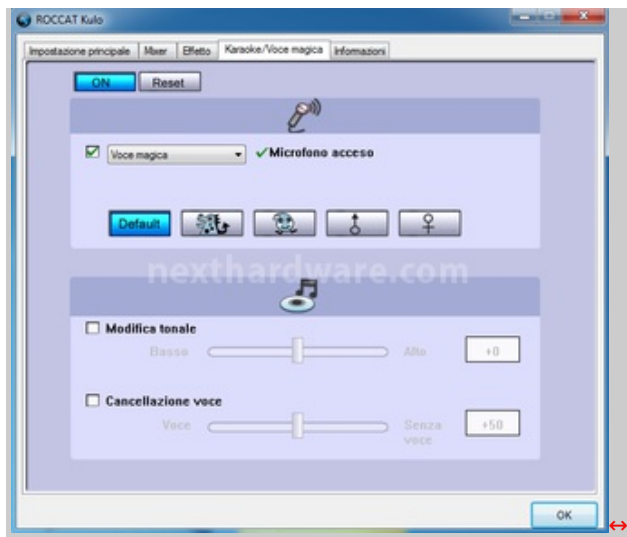 ROCCAT Kulo
Impostazione principale Mixer Effetto Karaoke/Voce magica Informazioni
ON Reset
Voce magica ✓Microfono acceso
Default
nexthardware.com
Modifica tonale
Basso Alto +0
Cancellazione voce
Voce Senza voce +50
OK